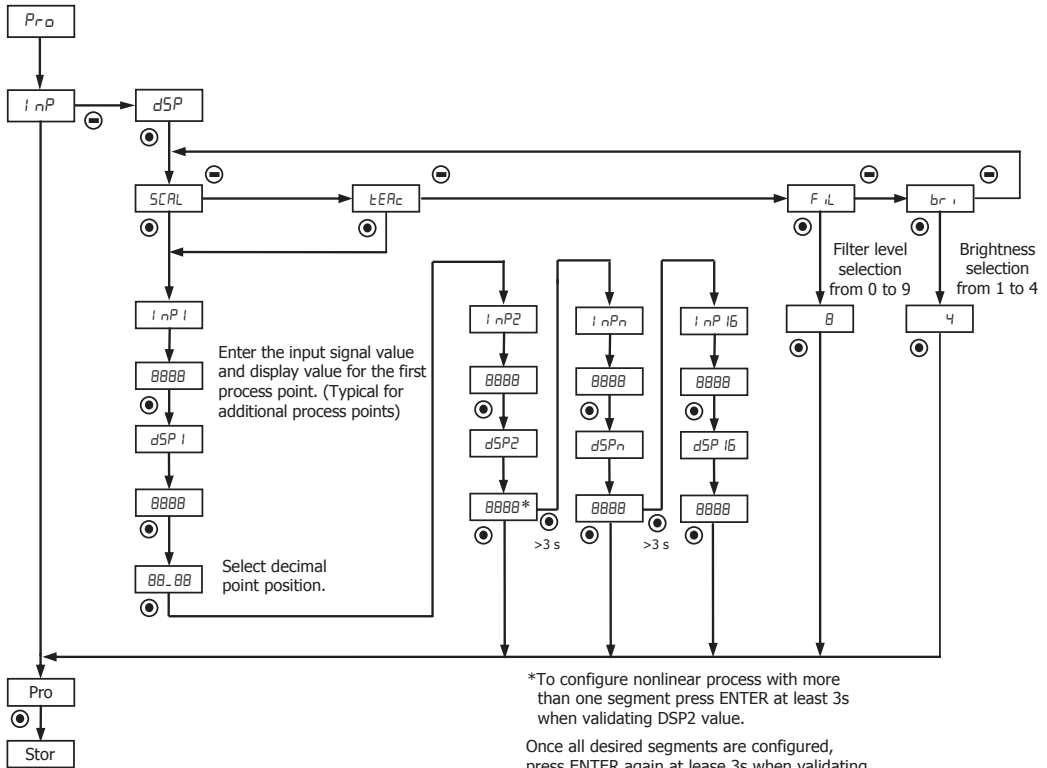 Pro
InP
dSP
SCAL
tEAc
FiL
bri
Filter level
selection
from 0 to 9
Brightness
selection
from 1 to 4
8
4
InP1
8888
dSP1
8888
88_88
Enter the input signal value
and display value for the first
process point. (Typical for
additional process points)
Select decimal
point position.
InP2
8888
dSP2
8888*
>3 s
InPn
8888
dSPn
8888
>3 s
InP16
8888
dSP16
8888
Pro
Stor
*To configure nonlinear process with more
than one segment press ENTER at least 3s
when validating DSP2 value.
Once all desired segments are configured,
press ENTER again at lease 3s when validating